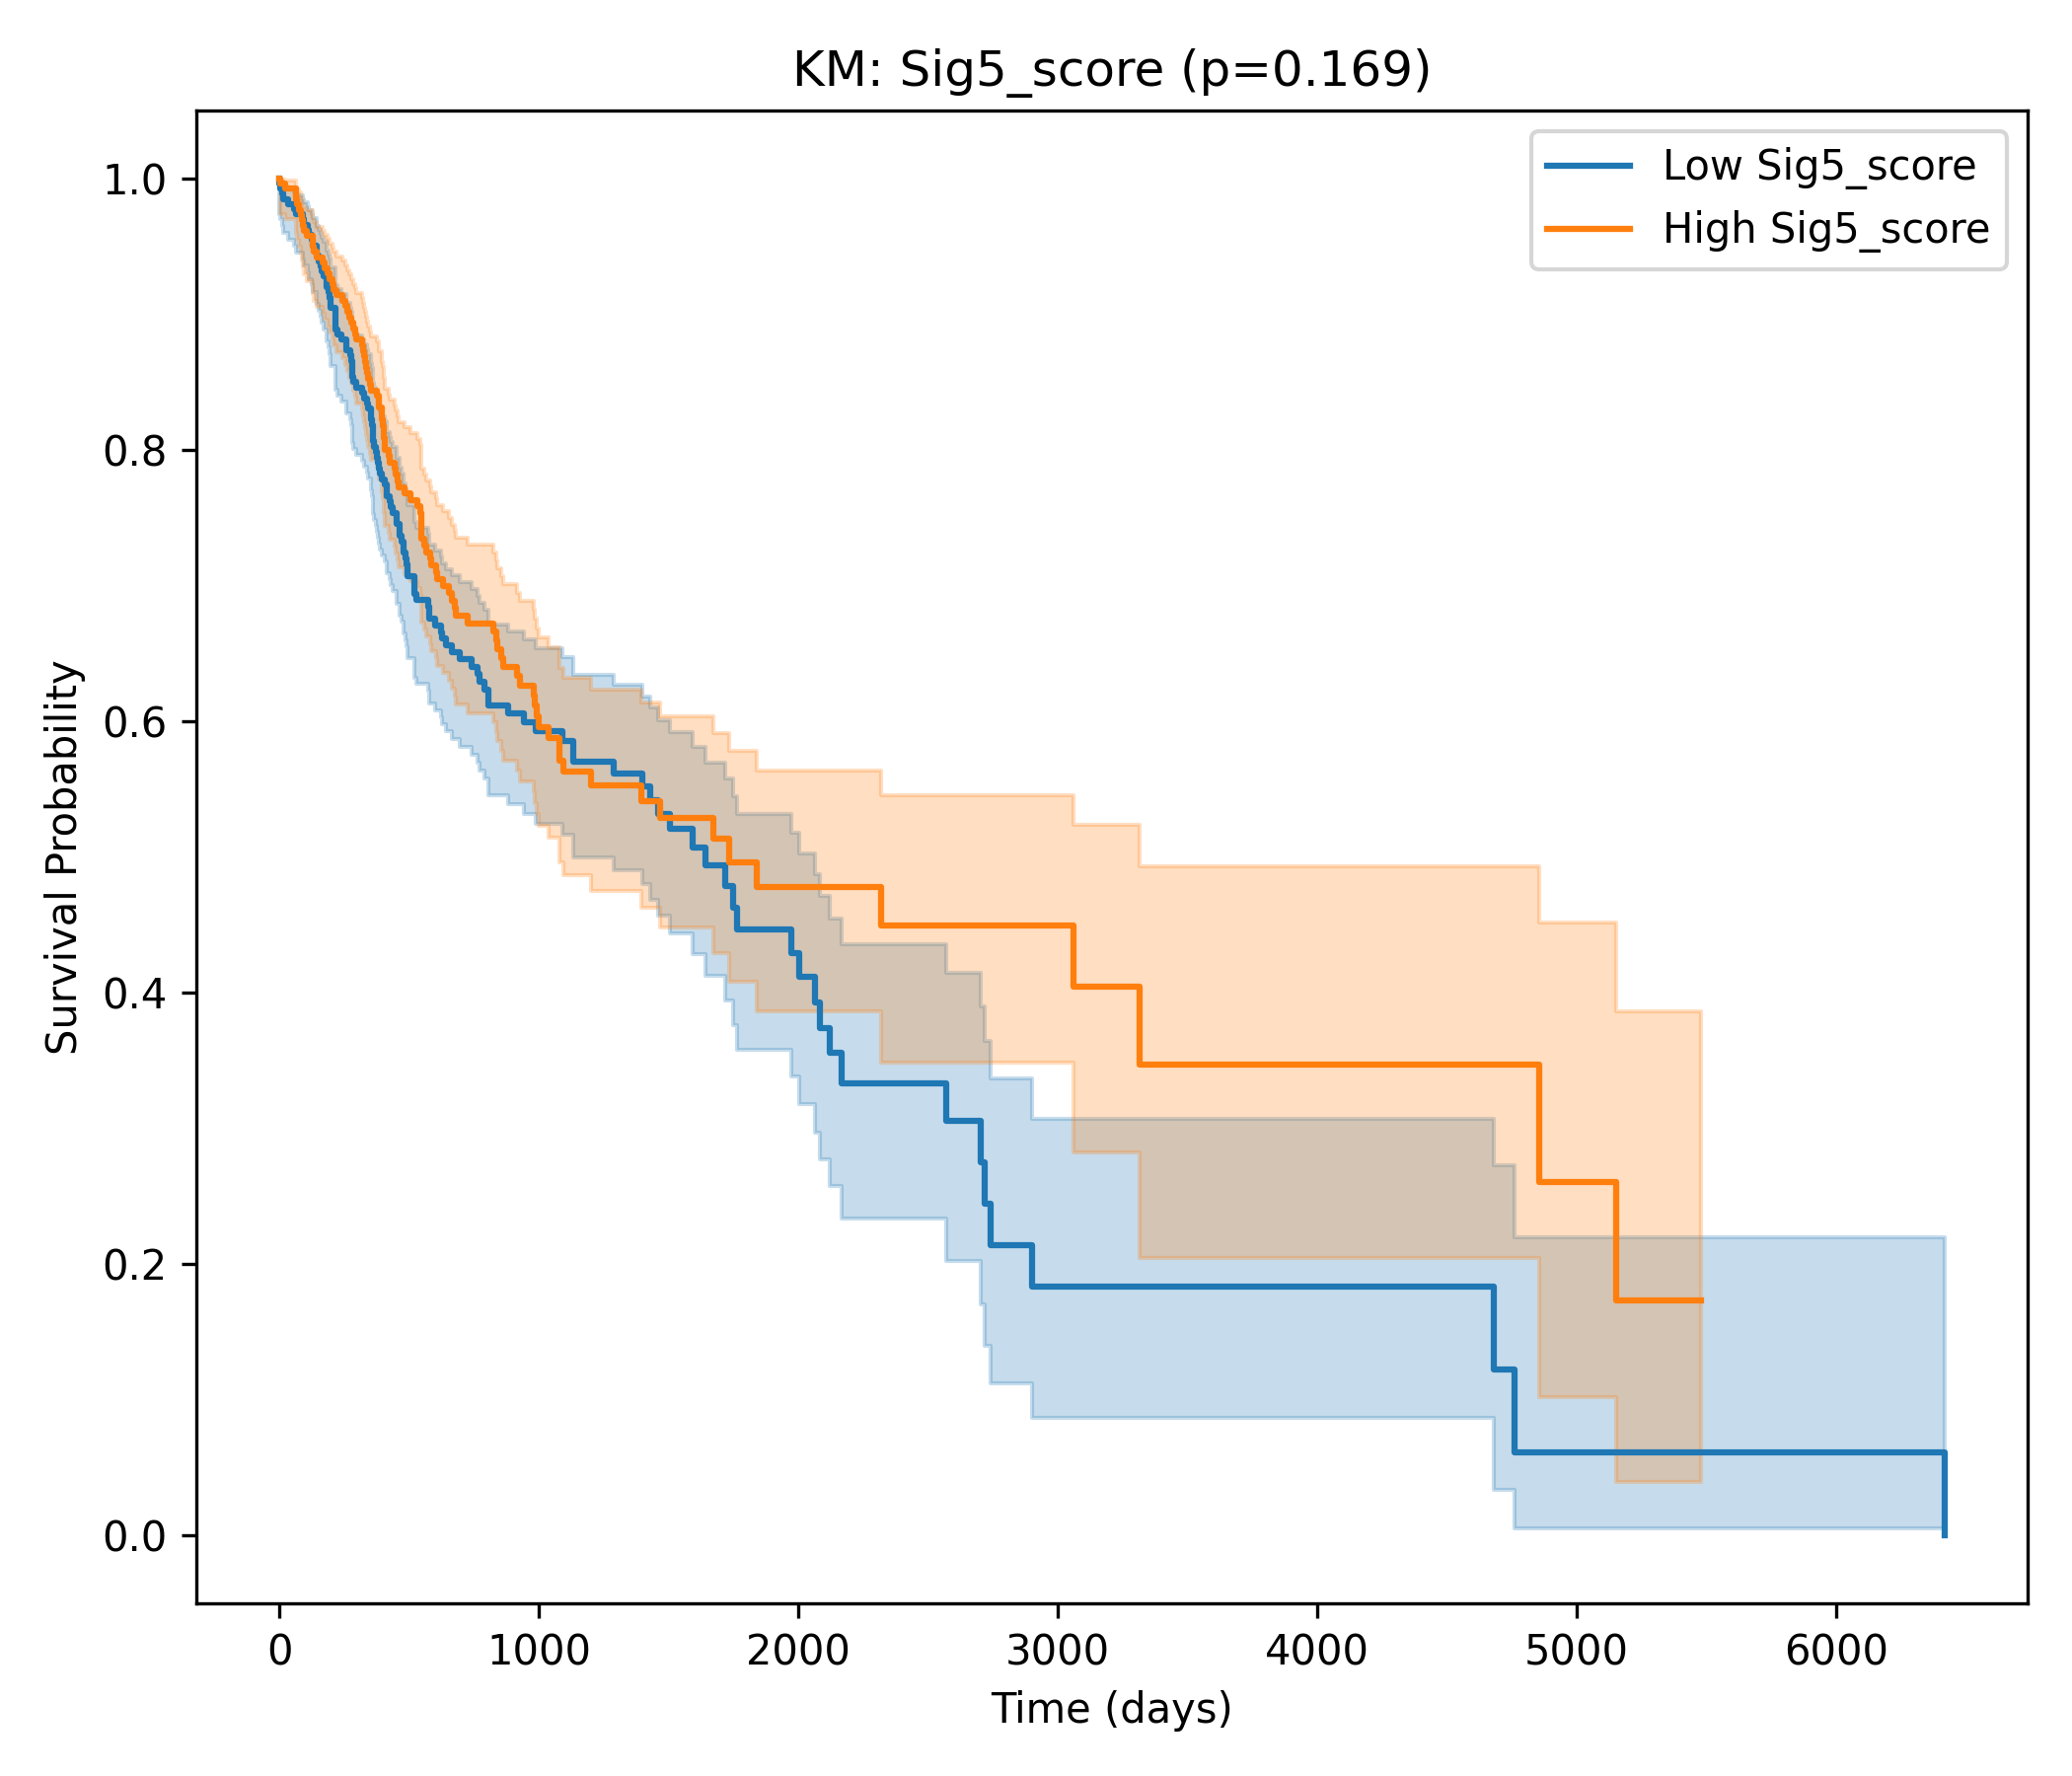 KM: Sig5_score (p=0.169)
Low Sig5_score
High Sig5_score
Survival Probability
1.0
0.8
0.6
0.4
0.2
0.0
0 1000 2000 3000 4000 5000 6000
Time (days)